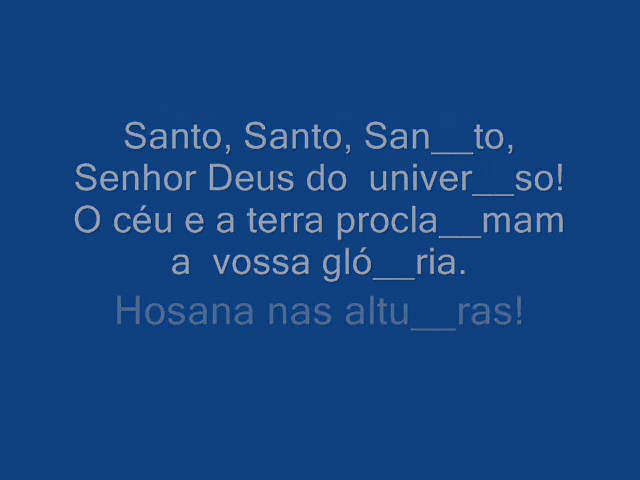 Santo, Santo, San__to,
Senhor Deus do  univer__so!
O céu e a terra procla__mam
a  vossa gló__ria.
Hosana nas altu__ras!